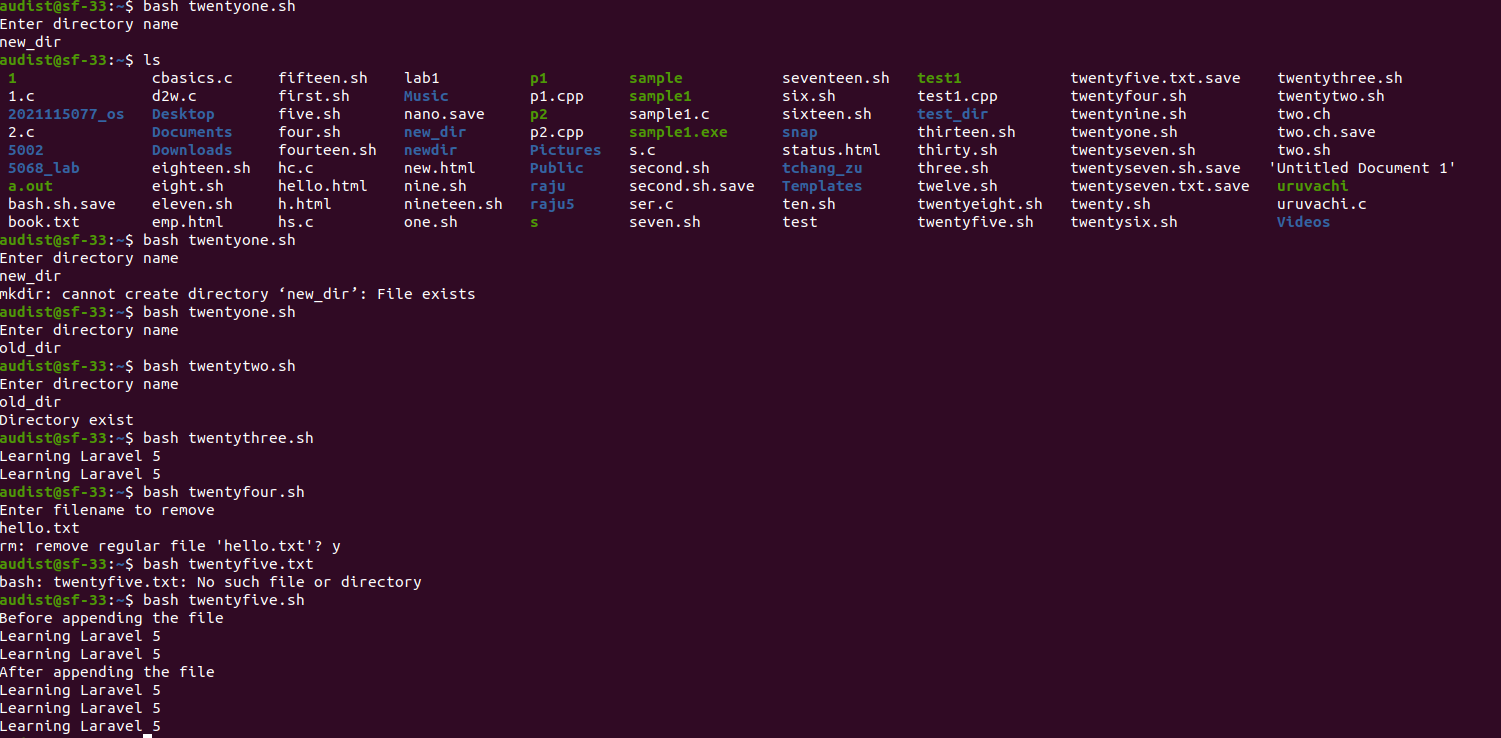 audist@sf-33:~$ bash twentyone.sh
Enter directory name
new_dir
audist@sf-33:~$ ls
1 cbasics.c fifteen.sh lab1 p1 sample seventeen.sh test1 twentyfive.txt.save twentythree.sh
1.c d2w.c first.sh Music p1.cpp sample1 six.sh test1.cpp twentyfour.sh twentytwo.sh
2021115077_os Desktop five.sh nano.save p2 sample1.c sixteen.sh test_dir twentynine.sh two.ch
2.c Documents four.sh new_dir p2.cpp sample1.exe snap thirteen.sh twentyone.sh two.ch.save
5002 Downloads fourteen.sh newdir Pictures s.c status.html thirty.sh twentyseven.sh two.sh
5068_lab eighteen.sh hc.c new.html Public second.sh tchang_zu three.sh twentyseven.sh.save 'Untitled Document 1'
a.out eight.sh hello.html nine.sh raju second.sh.save Templates twelve.sh twentyseven.txt.save uruvachi
bash.sh.save eleven.sh h.html nineteen.sh raju5 ser.c ten.sh twentyeight.sh twenty.sh uruvachi.c
book.txt emp.html hs.c one.sh s seven.sh test twentyfive.sh twentysix.sh Videos
audist@sf-33:~$ bash twentyone.sh
Enter directory name
new_dir
mkdir: cannot create directory ‘new_dir’: File exists
audist@sf-33:~$ bash twentyone.sh
Enter directory name
old_dir
audist@sf-33:~$ bash twentytwo.sh
Enter directory name
old_dir
Directory exist
audist@sf-33:~$ bash twentythree.sh
Learning Laravel 5
Learning Laravel 5
audist@sf-33:~$ bash twentyfour.sh
Enter filename to remove
hello.txt
rm: remove regular file 'hello.txt'? y
audist@sf-33:~$ bash twentyfive.txt
bash: twentyfive.txt: No such file or directory
audist@sf-33:~$ bash twentyfive.sh
Before appending the file
Learning Laravel 5
Learning Laravel 5
After appending the file
Learning Laravel 5
Learning Laravel 5
Learning Laravel 5